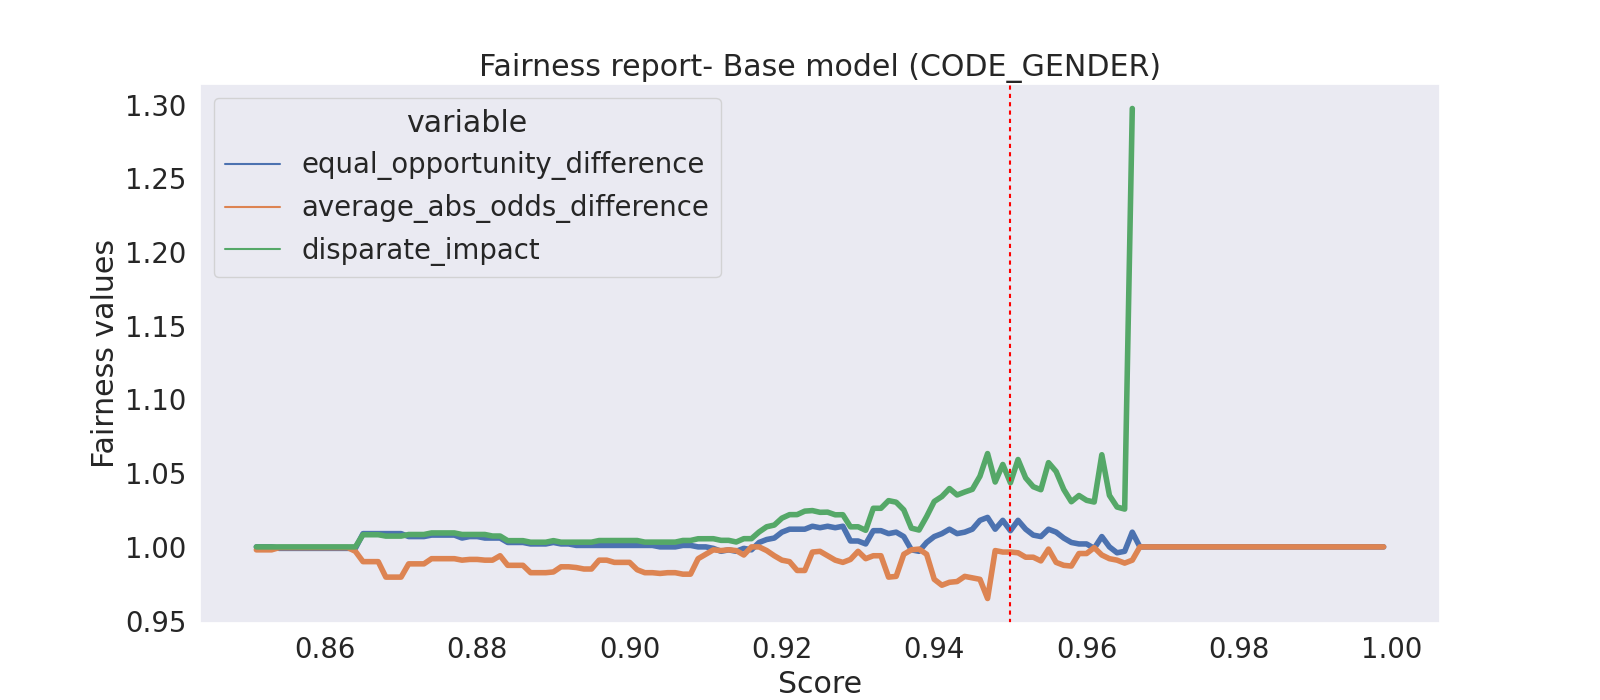 Fairness report- Base model (CODE_GENDER)
variable
equal_opportunity_difference
average_abs_odds_difference
disparate_impact
Fairness values
1.30
1.25
1.20
1.15
1.10
1.05
1.00
0.95
0.86 0.88 0.90 0.92 0.94 0.96 0.98 1.00
Score